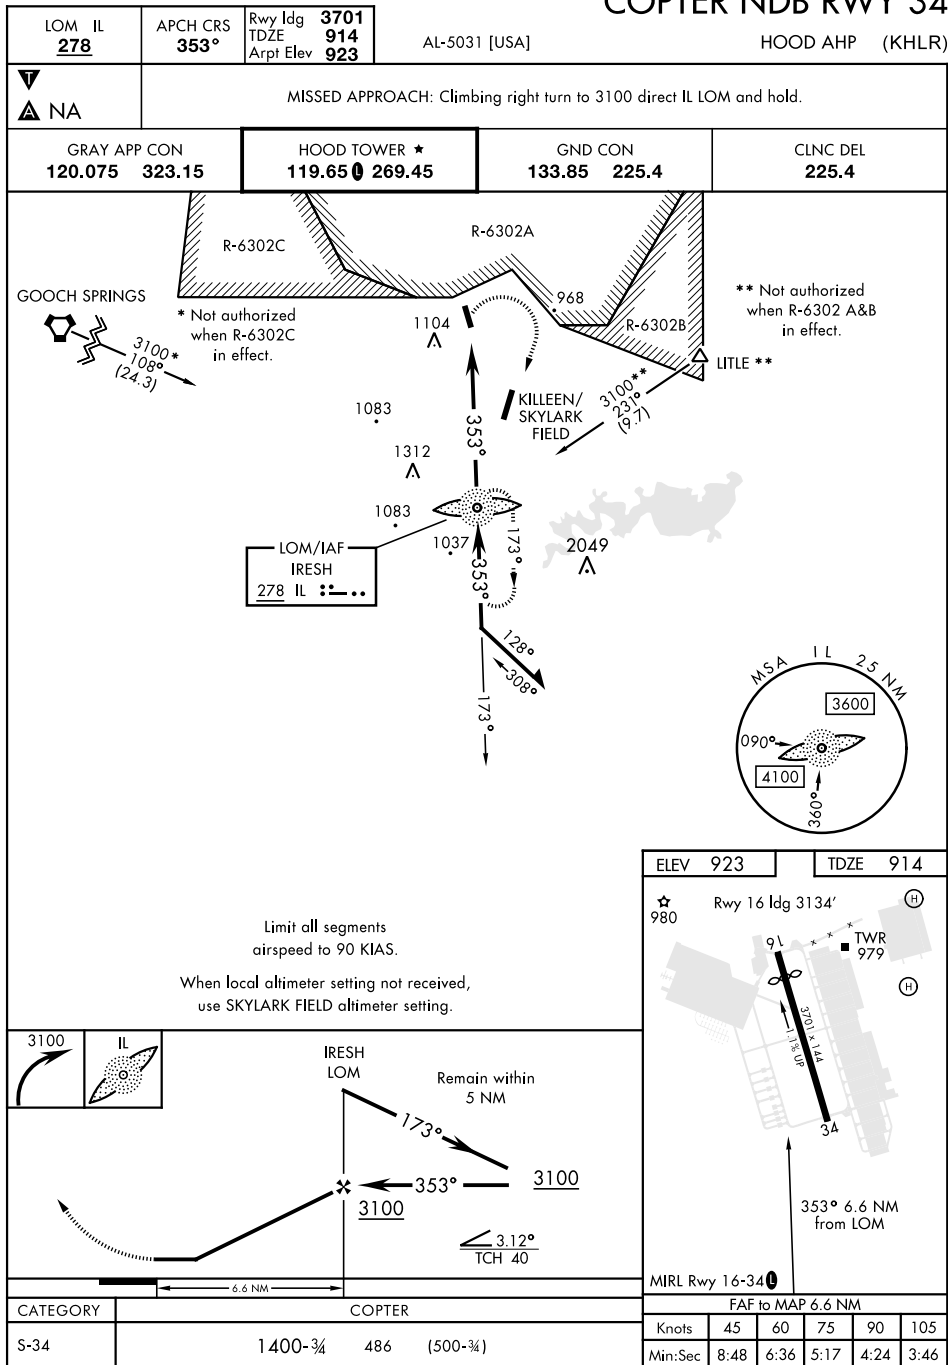 COPTER NDB RWY 34
HOOD AHP (KHLR)
AL-5031 [USA]
LOM IL
278
APCH CRS
353°
Rwy ldg 3701
TDZE 914
Arpt Elev 923
T
A NA
MISSED APPROACH: Climbing right turn to 3100 direct IL LOM and hold.
GRAY APP CON
120.075 323.15
HOOD TOWER ★
119.65 L 269.45
GND CON
133.85 225.4
CLNC DEL
225.4
R-6302C
R-6302A
R-6302B
GOOCH SPRINGS
3100*
108°
(24.3)
* Not authorized
when R-6302C
in effect.
968
1104
** Not authorized
when R-6302 A&B
in effect.
LITLE **
3100**
231°
(9.7)
KILLEEN/
SKYLARK
FIELD
1083
353°
1312
1083
1037
2049
LOM/IAF
IRESH
278 IL
173°
353°
128°
308°
173°
MSA IL 25 NM
3600
090°
4100
360°
Limit all segments
airspeed to 90 KIAS.
When local altimeter setting not received,
use SKYLARK FIELD altimeter setting.
ELEV 923
TDZE 914
980
Rwy 16 ldg 3134'
H
16
TWR
979
H
3701 x 144
1.1% UP
34
353° 6.6 NM
from LOM
MIRL Rwy 16-34 L
3100
IL
IRESH
LOM
Remain within
5 NM
173°
353°
3100
3100
3.12°
TCH 40
6.6 NM
CATEGORY COPTER
S-34 1400-¾ 486 (500-¾)
FAF to MAP 6.6 NM
Knots 45 60 75 90 105
Min:Sec 8:48 6:36 5:17 4:24 3:46